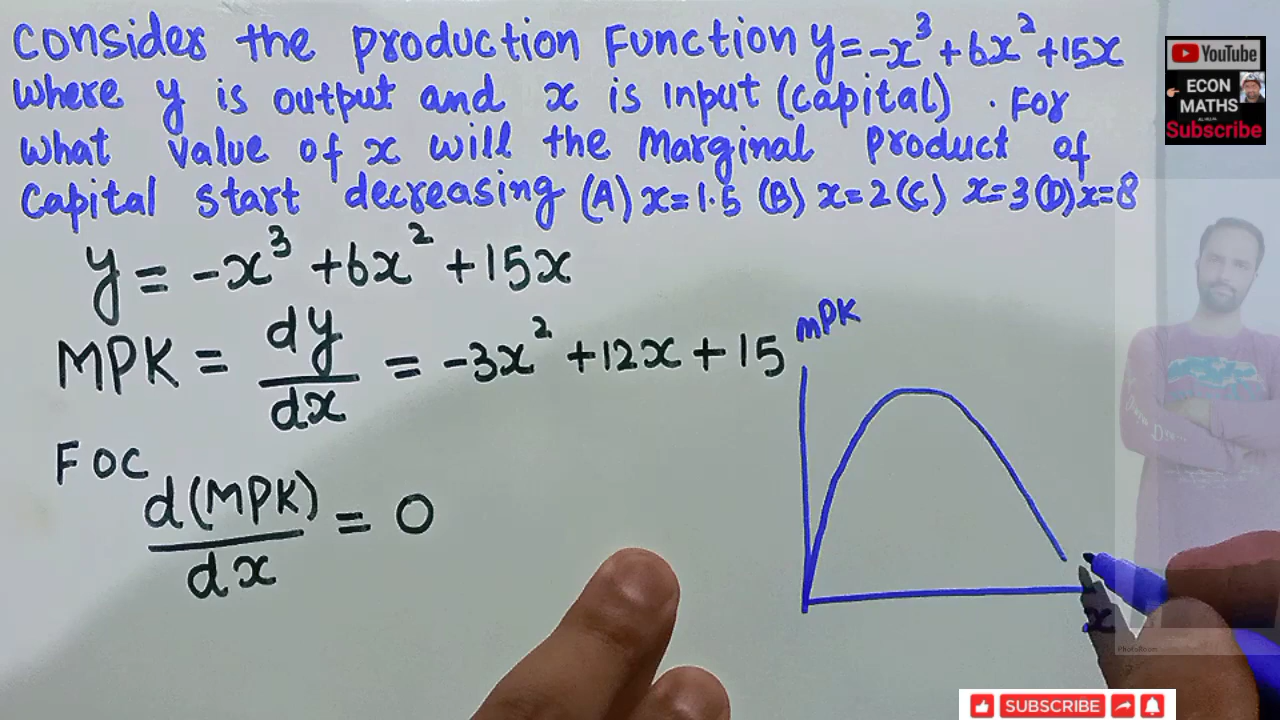 Consider the production Function y=-x³+6x²+15x
where y is output and x is input (capital). For
what value of x will the Marginal Product of
Capital start decreasing (A) x=1.5 (B) x=2 (C) x=3 (D) x=8
y = -x³ +6x² +15x
MPK = dy/dx = -3x² +12x +15
FOC
d(MPK)/dx = 0
mPK
x
YouTube
ECON
MATHS
Subscribe
SUBSCRIBE